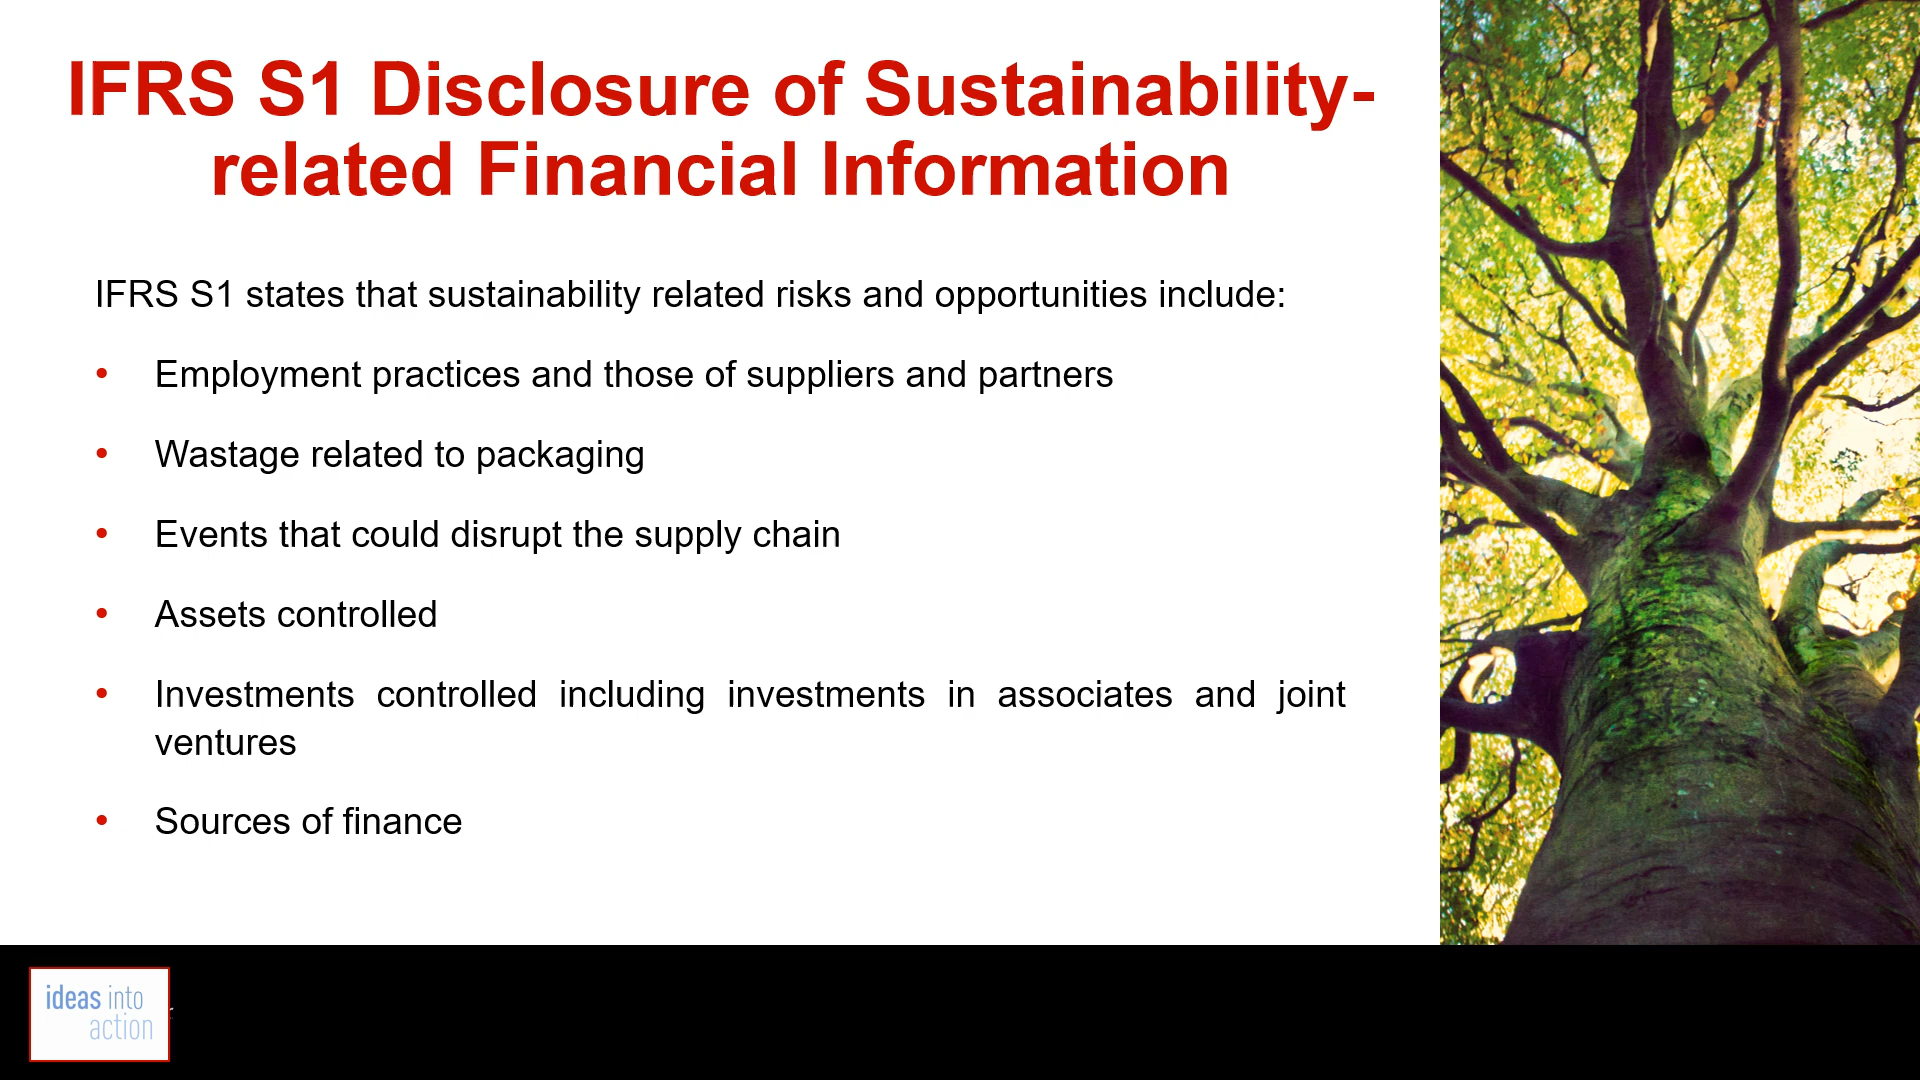 IFRS S1 Disclosure of Sustainability-
related Financial Information
IFRS S1 states that sustainability related risks and opportunities include:
• Employment practices and those of suppliers and partners
• Wastage related to packaging
• Events that could disrupt the supply chain
• Assets controlled
• Investments controlled including investments in associates and joint
ventures
• Sources of finance
ideas into
action